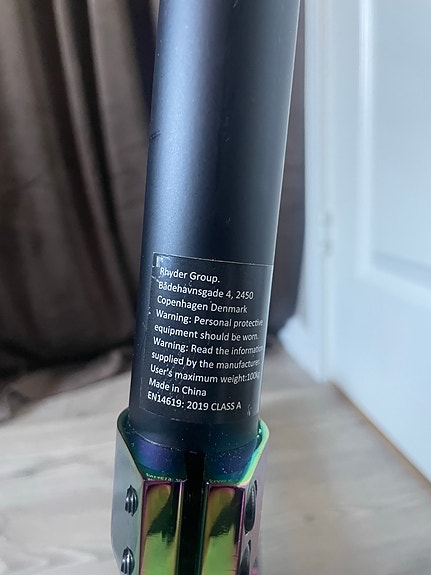 Rhyder Group.
Bådehavnsgade 4, 2450
Copenhagen Denmark
Warning: Personal protective
equipment should be worn.
Warning: Read the information
supplied by the manufacturer.
User's maximum weight:100KG
Made in China
EN14619: 2019 CLASS A